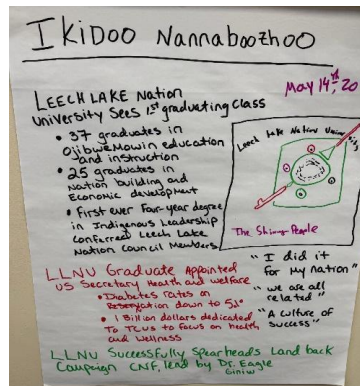 IKidoo Nannaboozhoo
May 14th, 20
LEECH LAKE NATION
university Sees 1st graduating class
• 37 graduates in
Ojibwemowin education
and instruction
• 25 graduates in
Nation building and
Economic development
• First ever Four-year degree
in Indigenous Leadership
conferred Leech Lake
Nation Council Members
Leech Lake Nation
The Shinny People
LLNU Graduate Appointed
US Secretary Health and welfare
• Diabetes rates on
Reservation down to 5%
• 1 Billion dollars dedicated
To TCUs to focus on health
and wellness
"I did it
for my nation"
"we are all
related"
"A culture of
success"
LLNU Successfully Spearheads Land back
Campaign CNF, lend by Dr. Eagle